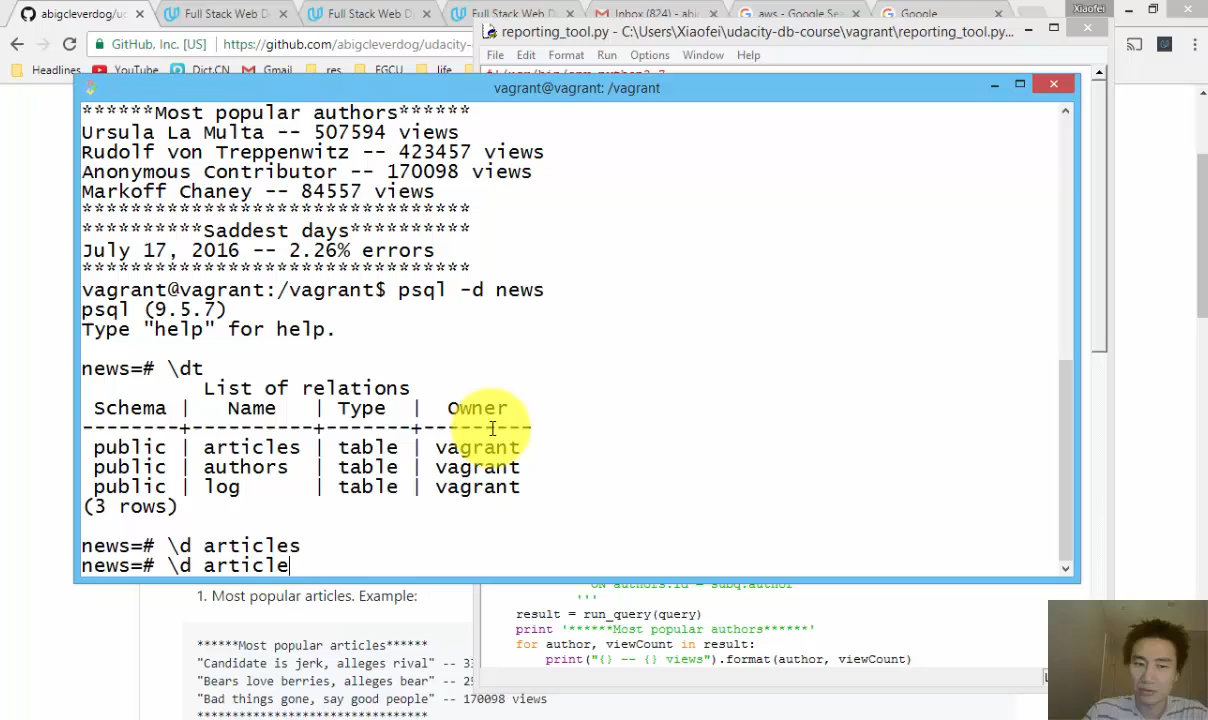 abigcleverdog/udaci
Full Stack Web D
Full Stack Web D
Full Stack Web D
Inbox (824) - abi
aws - Google Se
Google
Xiaofei
GitHub, Inc. [US]
https://github.com/abigcleverdog/udacity-
Headlines
YouTube
Dict.CN
Gmail
res
FGCU
life
reporting_tool.py - C:\Users\Xiaofei\udacity-db-course\vagrant\reporting_tool.py...
File Edit Format Run Options Window Help
vagrant@vagrant: /vagrant
******Most popular authors******
Ursula La Multa -- 507594 views
Rudolf von Treppenwitz -- 423457 views
Anonymous Contributor -- 170098 views
Markoff Chaney -- 84557 views
********************************
**********Saddest days**********
July 17, 2016 -- 2.26% errors
********************************
vagrant@vagrant:/vagrant$ psql -d news
psql (9.5.7)
Type "help" for help.
news=# \dt
List of relations
Schema | Name | Type | Owner
--------+----------+-------+---------
public | articles | table | vagrant
public | authors | table | vagrant
public | log | table | vagrant
(3 rows)
news=# \d articles
news=# \d article
ON authors.id = subq.author
'''
result = run_query(query)
print '******Most popular authors******'
for author, viewCount in result:
print("{} -- {} views").format(author, viewCount)
1. Most popular articles. Example:
******Most popular articles******
"Candidate is jerk, alleges rival" -- 33
"Bears love berries, alleges bear" -- 25
"Bad things gone, say good people" -- 170098 views
********************************